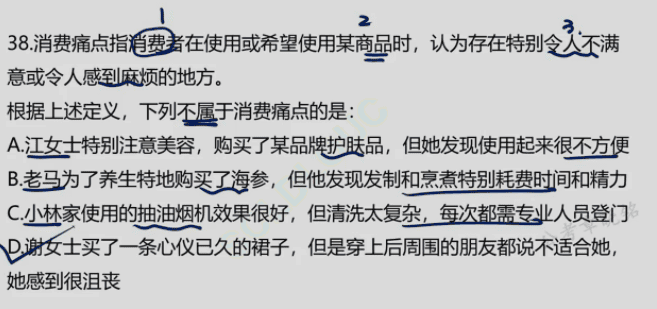 1 2 3.
38.消费痛点指消费者在使用或希望使用某商品时，认为存在特别令人不满
意或令人感到麻烦的地方。
根据上述定义，下列不属于消费痛点的是：
A.江女士特别注意美容，购买了某品牌护肤品，但她发现使用起来很不方便
B.老马为了养生特地购买了海参，但他发现发制和烹煮特别耗费时间和精力
C.小林家使用的抽油烟机效果很好，但清洗太复杂，每次都需专业人员登门
D.谢女士买了一条心仪已久的裙子，但是穿上后周围的朋友都说不适合她，
她感到很沮丧